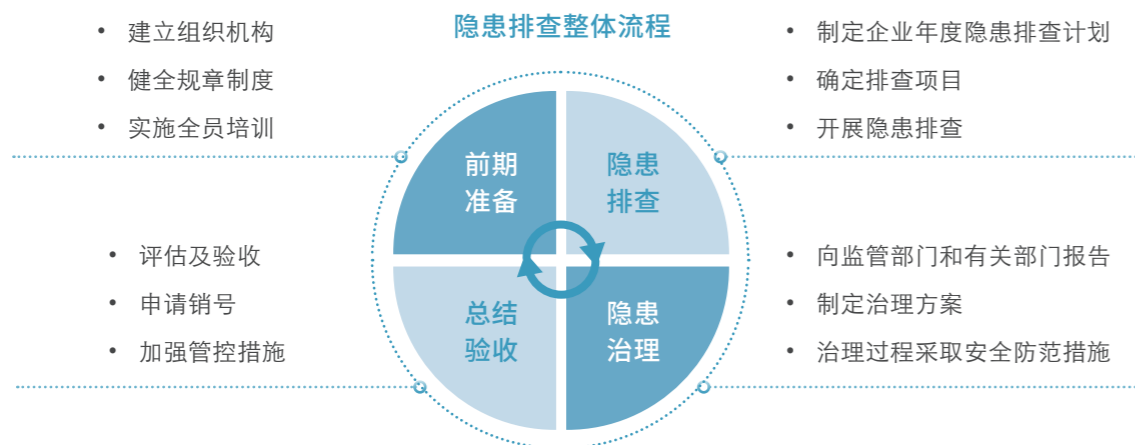 隐患排查整体流程
• 建立组织机构
• 健全规章制度
• 实施全员培训
前期
准备
• 制定企业年度隐患排查计划
• 确定排查项目
• 开展隐患排查
隐患
排查
• 评估及验收
• 申请销号
• 加强管控措施
总结
验收
• 向监管部门和有关部门报告
• 制定治理方案
• 治理过程采取安全防范措施
隐患
治理